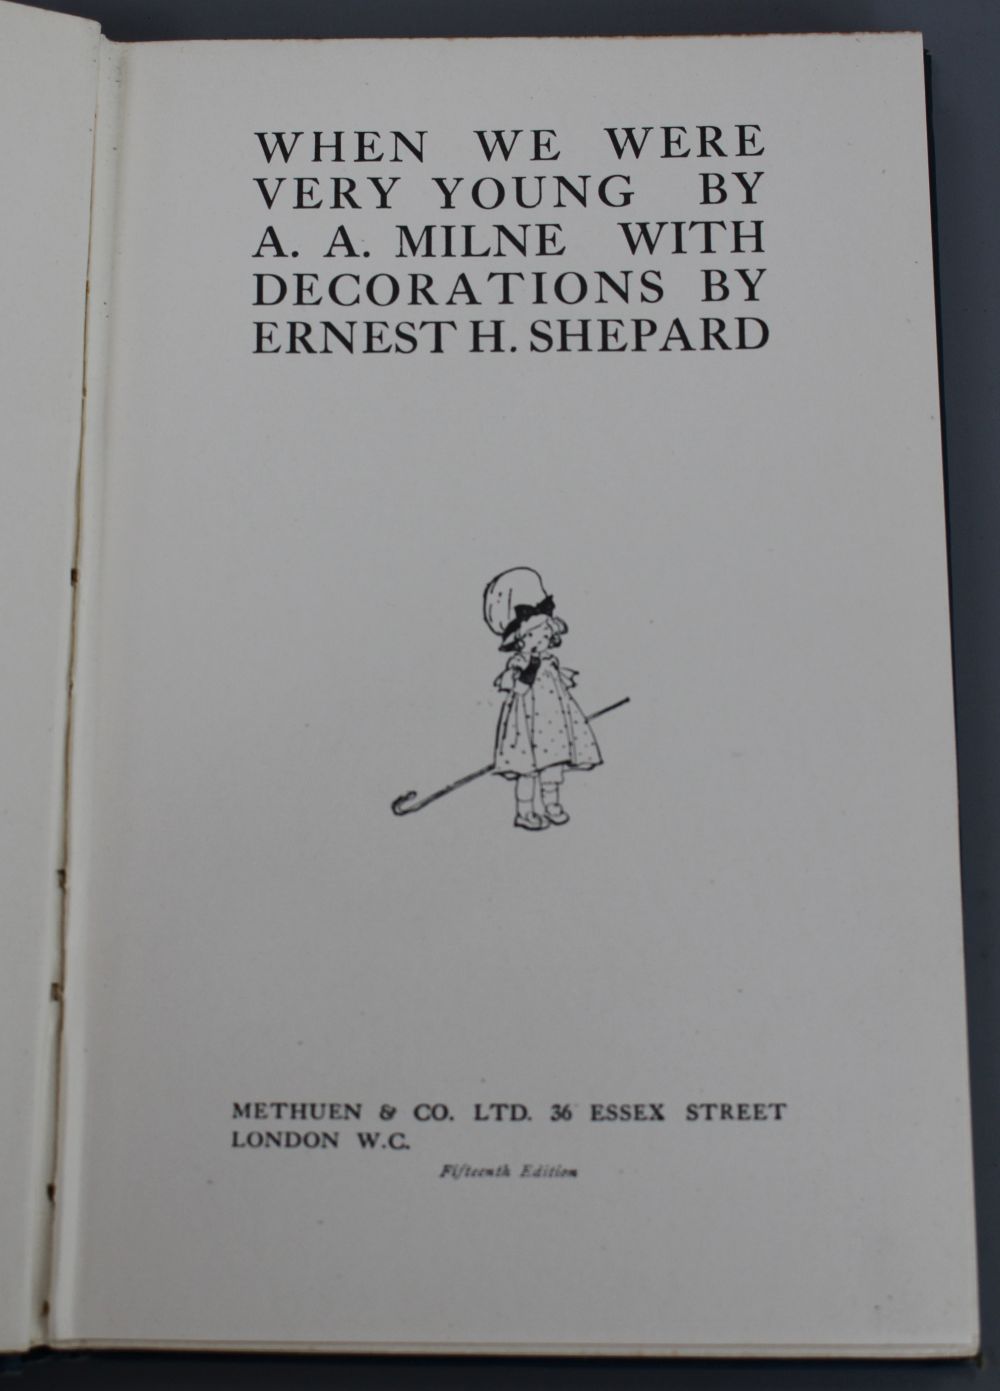 WHEN WE WERE
VERY YOUNG BY
A. A. MILNE WITH
DECORATIONS BY
ERNEST H. SHEPARD
METHUEN & CO. LTD. 36 ESSEX STREET
LONDON W.C.
Fifteenth Edition